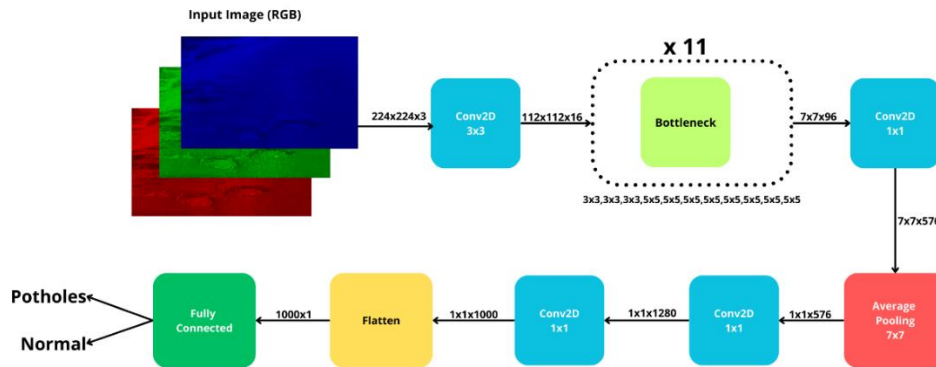 Input Image (RGB)
x 11
224x224x3
Conv2D
3x3
112x112x16
Bottleneck
7x7x96
Conv2D
1x1
3x3,3x3,3x3,5x5,5x5,5x5,5x5,5x5,5x5,5x5,5x5
7x7x576
Average
Pooling
7x7
1x1x576
Conv2D
1x1
1x1x1280
Conv2D
1x1
1x1x1000
Flatten
1000x1
Fully
Connected
Potholes
Normal